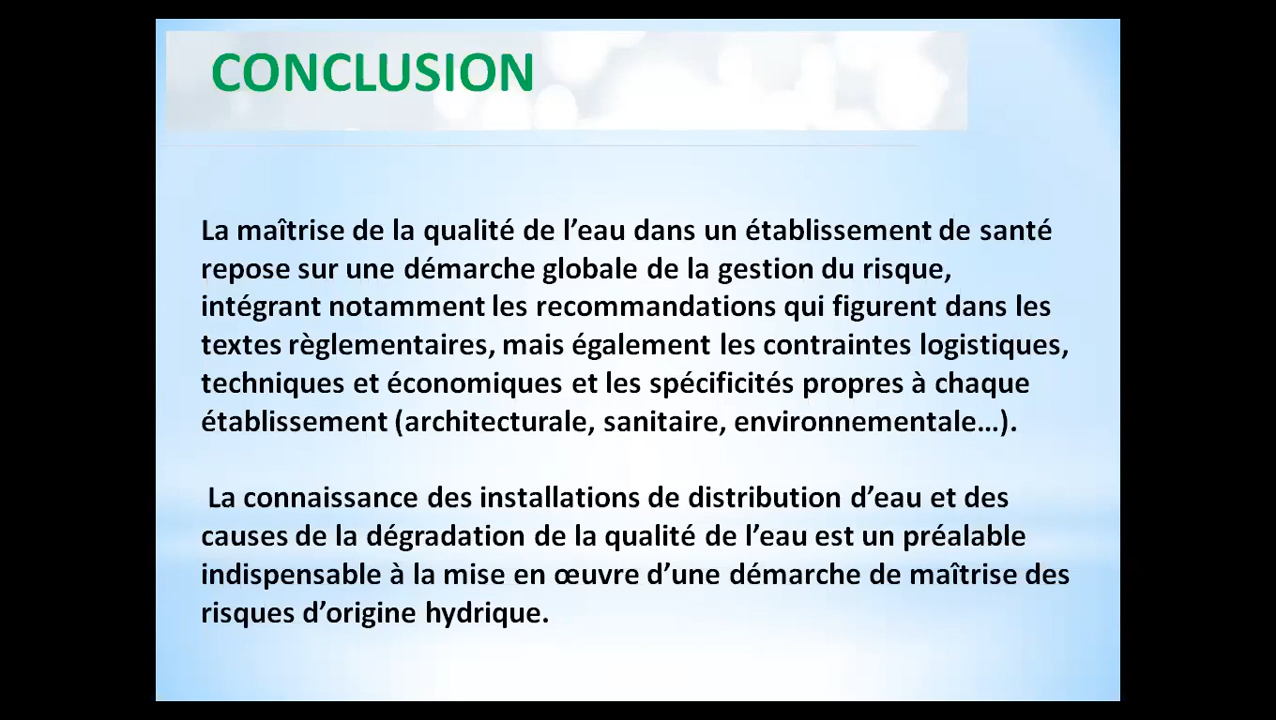 CONCLUSION
La maîtrise de la qualité de l’eau dans un établissement de santé
repose sur une démarche globale de la gestion du risque,
intégrant notamment les recommandations qui figurent dans les
textes règlementaires, mais également les contraintes logistiques,
techniques et économiques et les spécificités propres à chaque
établissement (architecturale, sanitaire, environnementale…).
La connaissance des installations de distribution d’eau et des
causes de la dégradation de la qualité de l’eau est un préalable
indispensable à la mise en œuvre d’une démarche de maîtrise des
risques d’origine hydrique.